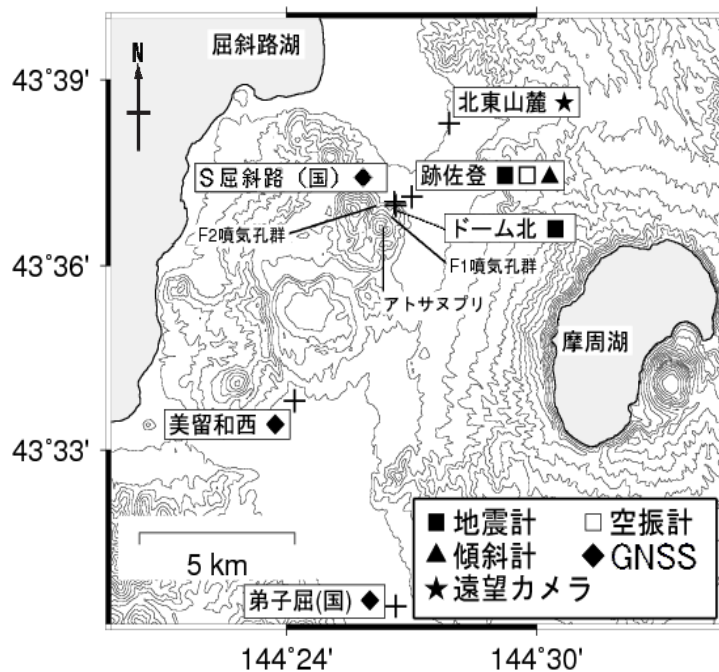 屈斜路湖
43°39'
N
北東山麓 ★
S屈斜路（国）◆
跡佐登 ■□▲
F2噴気孔群
ドーム北 ■
43°36'
F1噴気孔群
アトサヌプリ
摩周湖
美留和西 ◆
43°33'
■地震計 □空振計
▲傾斜計 ◆GNSS
★遠望カメラ
5 km
弟子屈(国) ◆
144°24' 144°30'